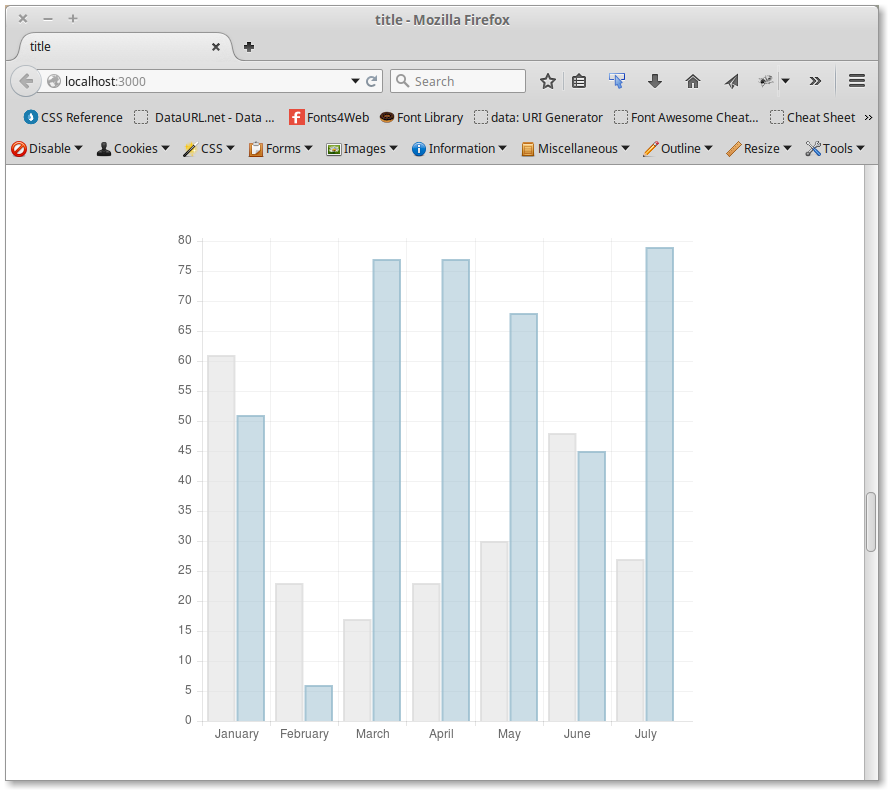 title - Mozilla Firefox
title
localhost:3000 Search
CSS Reference DataURL.net - Data ... Fonts4Web Font Library data: URI Generator Font Awesome Cheat... Cheat Sheet »
Disable Cookies CSS Forms Images Information Miscellaneous Outline Resize Tools
80
75
70
65
60
55
50
45
40
35
30
25
20
15
10
5
0
January February March April May June July